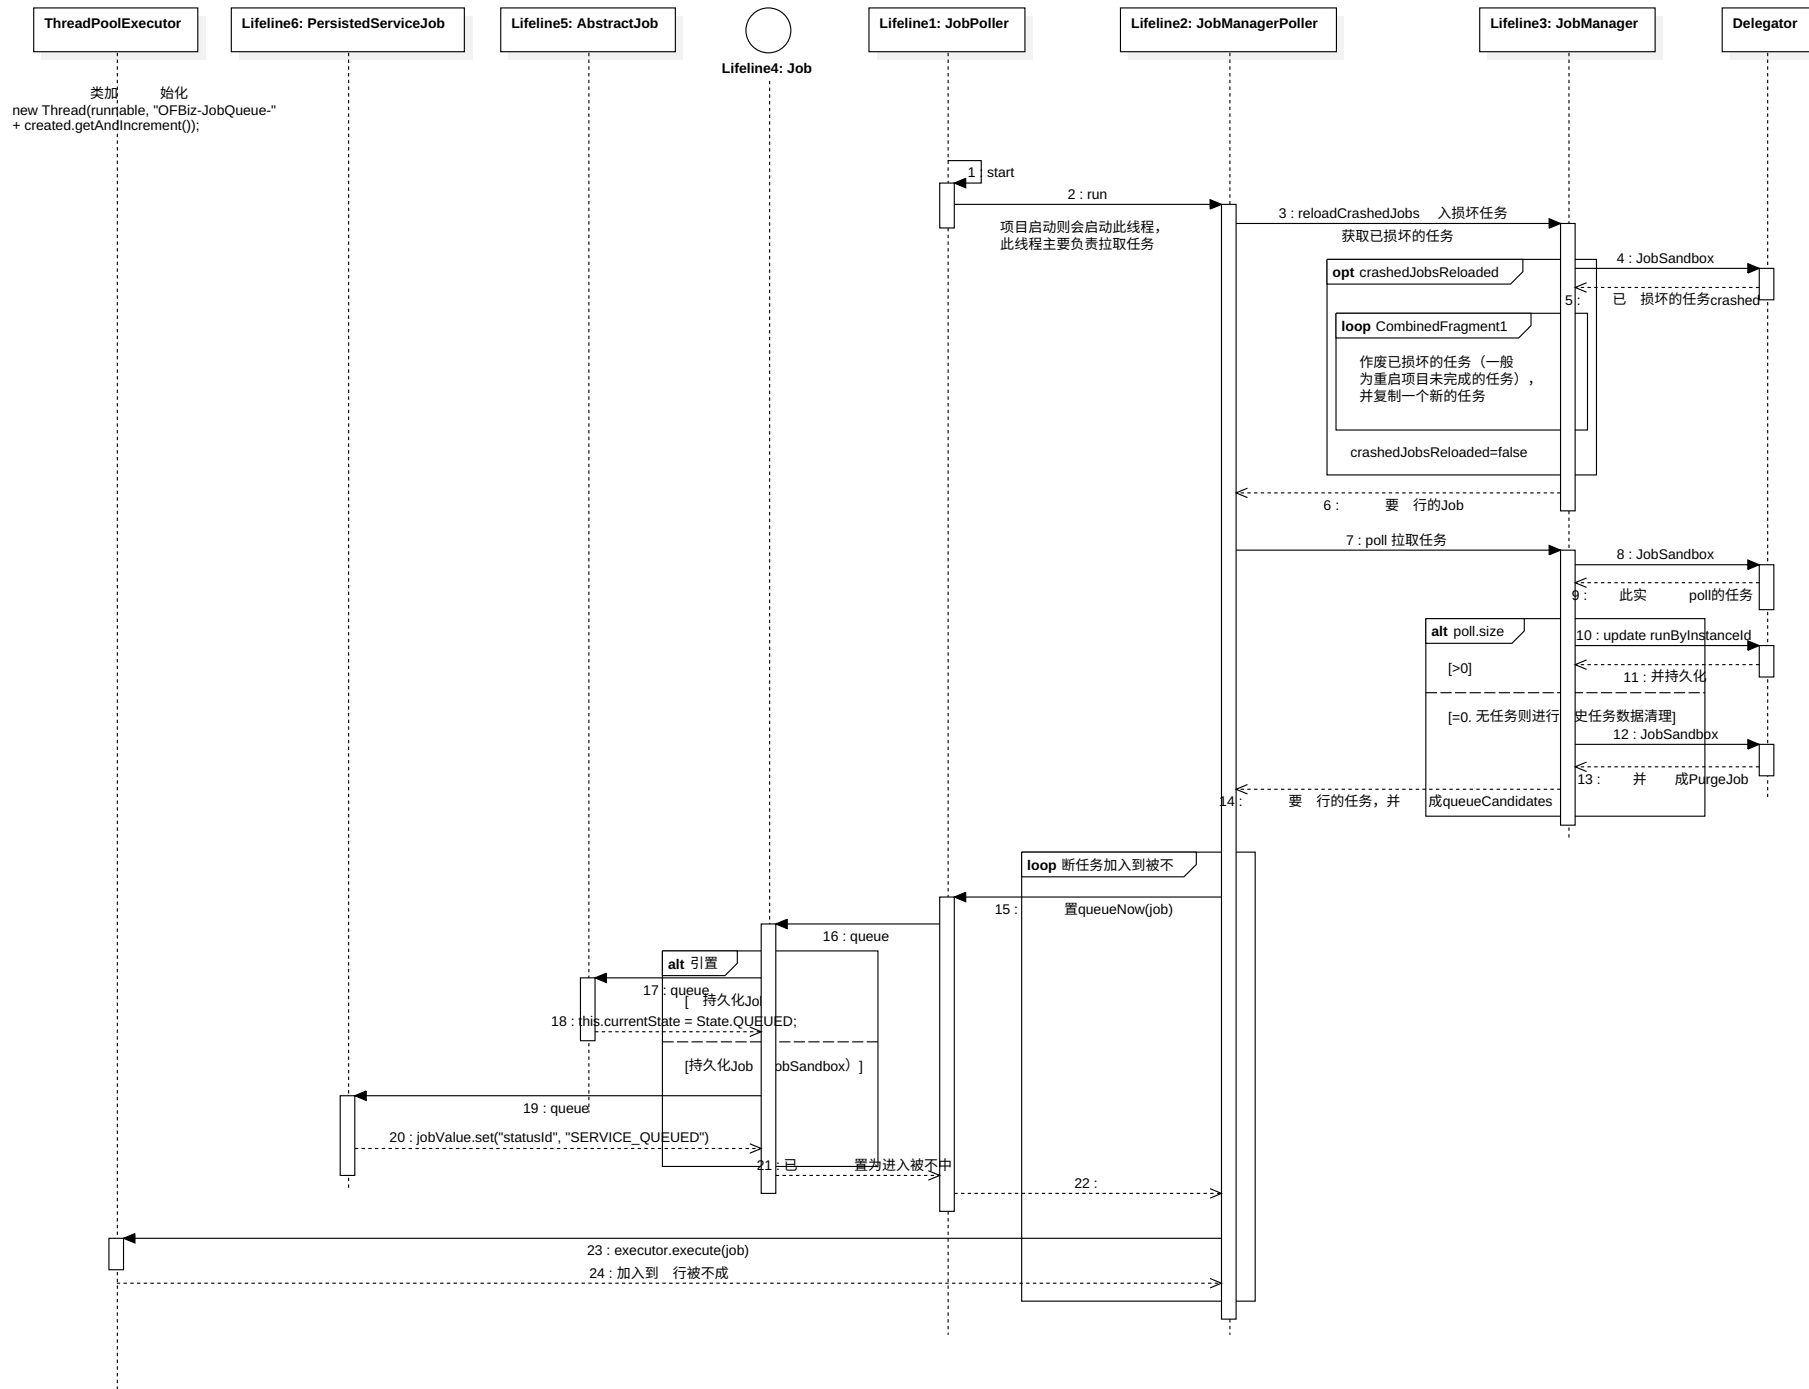 ThreadPoolExecutor
Lifeline6: PersistedServiceJob
Lifeline5: AbstractJob
Lifeline4: Job
Lifeline1: JobPoller
Lifeline2: JobManagerPoller
Lifeline3: JobManager
Delegator
类加 始化
new Thread(runnable, "OFBiz-JobQueue-"
+ created.getAndIncrement());
1 : start
2 : run
项目启动则会启动此线程，
此线程主要负责拉取任务
3 : reloadCrashedJobs 入损坏任务
获取已损坏的任务
opt crashedJobsReloaded
4 : JobSandbox
5 : 已 损坏的任务crashed
loop CombinedFragment1
作废已损坏的任务（一般
为重启项目未完成的任务），
并复制一个新的任务
crashedJobsReloaded=false
6 : 要 行的Job
7 : poll 拉取任务
8 : JobSandbox
9 : 此实 poll的任务
alt poll.size
10 : update runByInstanceId
[>0]
11 : 并持久化
[=0. 无任务则进行 史任务数据清理]
12 : JobSandbox
13 : 并 成PurgeJob
14 : 要 行的任务，并 成queueCandidates
loop 断任务加入到被不
15 : 置queueNow(job)
16 : queue
alt 引置
17 : queue
[ 持久化Jo
18 : this.currentState = State.QUEUED;
[持久化Job obSandbox）]
19 : queue
20 : jobValue.set("statusId", "SERVICE_QUEUED")
21 : 已 置为进入被不中
22 :
23 : executor.execute(job)
24 : 加入到 行被不成